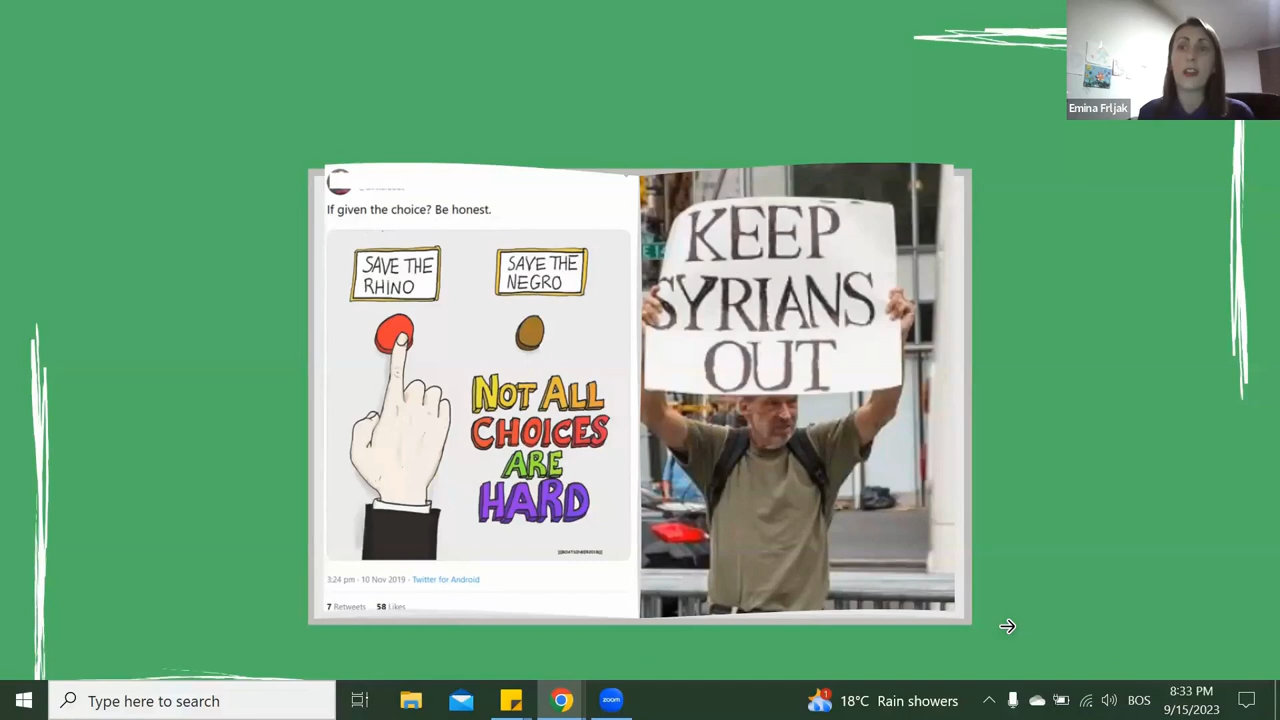 Emina Frljak
If given the choice? Be honest.
SAVE THE
RHINO
SAVE THE
NEGRO
NOT ALL
CHOICES
ARE
HARD
3:24 pm · 10 Nov 2019 · Twitter for Android
7 Retweets 58 Likes
KEEP
SYRIANS
OUT
Type here to search
zoom
1
18°C Rain showers
BOS
8:33 PM
9/15/2023